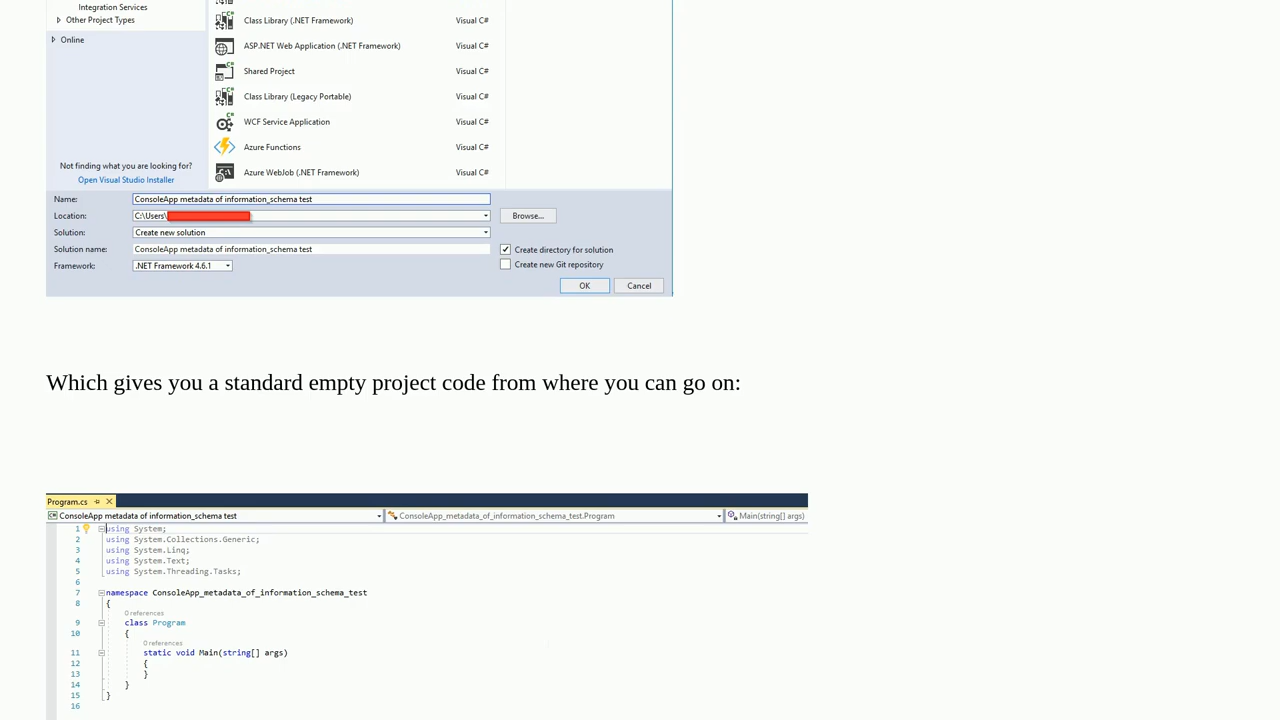 Integration Services
Other Project Types
Online
Class Library (.NET Framework) Visual C#
ASP.NET Web Application (.NET Framework) Visual C#
Shared Project Visual C#
Class Library (Legacy Portable) Visual C#
WCF Service Application Visual C#
Azure Functions Visual C#
Azure WebJob (.NET Framework) Visual C#
Not finding what you are looking for?
Open Visual Studio Installer
Name: ConsoleApp metadata of information_schema test
Location: C:\Users\ Browse...
Solution: Create new solution
Solution name: ConsoleApp metadata of information_schema test Create directory for solution
Framework: .NET Framework 4.6.1 Create new Git repository
OK Cancel
Which gives you a standard empty project code from where you can go on:
Program.cs
ConsoleApp metadata of information_schema test ConsoleApp_metadata_of_information_schema_test.Program Main(string[] args)
1 using System;
2 using System.Collections.Generic;
3 using System.Linq;
4 using System.Text;
5 using System.Threading.Tasks;
6
7 namespace ConsoleApp_metadata_of_information_schema_test
8 {
0 references
9 class Program
10 {
0 references
11 static void Main(string[] args)
12 {
13 }
14 }
15 }
16